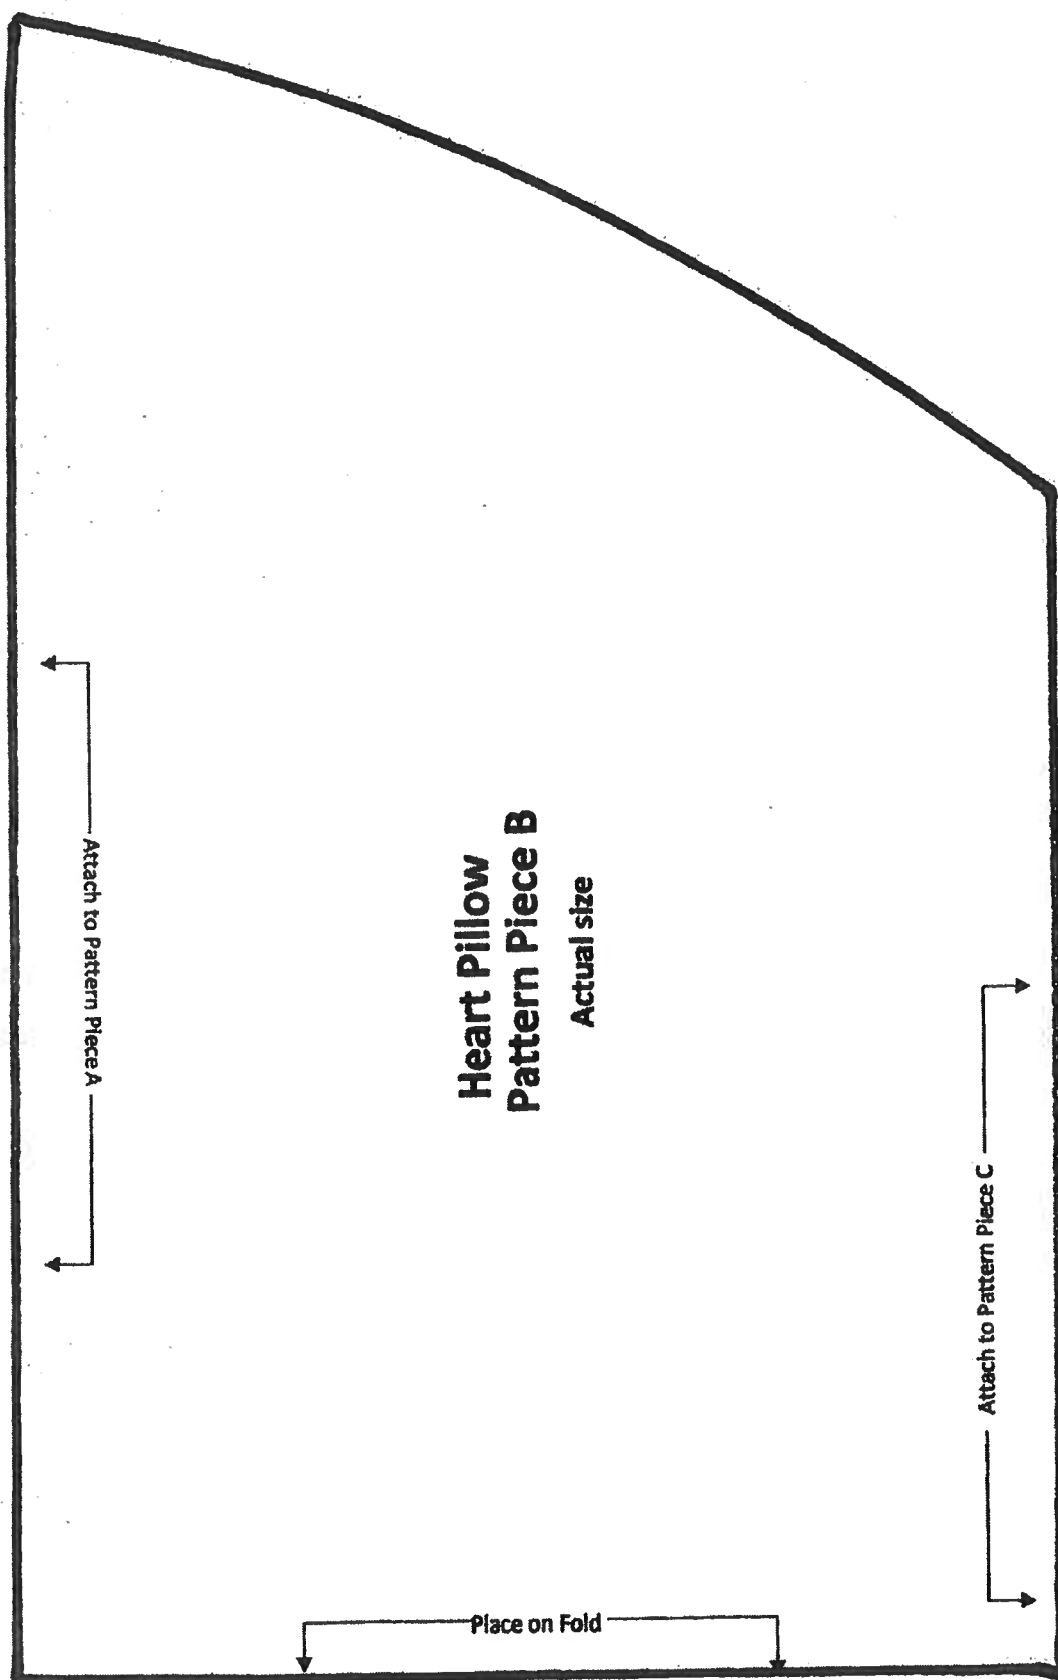 Heart Pillow
Pattern Piece B
Actual size
Attach to Pattern Piece A
Attach to Pattern Piece C
Place on Fold